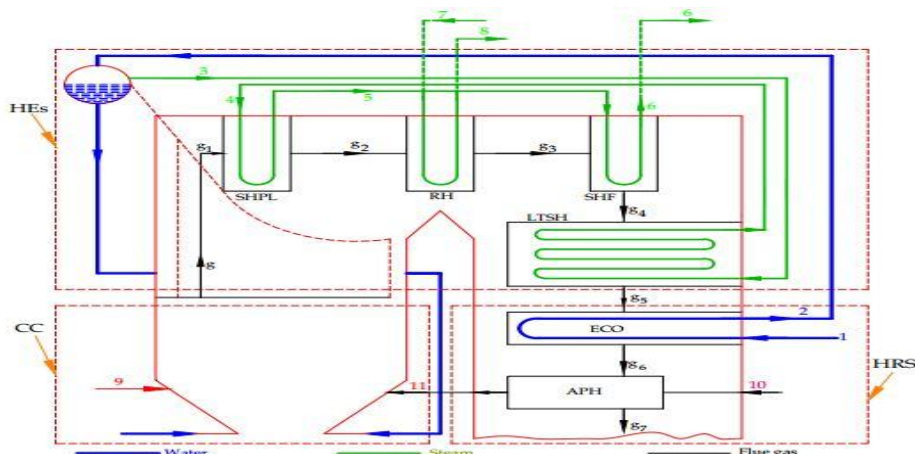 7
6
8
3
4
5
6
HEs
g1
g2
g3
SHPL
RH
SHF
g4
LTSH
g
g5
CC
2
ECO
1
HRS
g6
9
11
APH
10
g7
Water
Steam
Flue gas